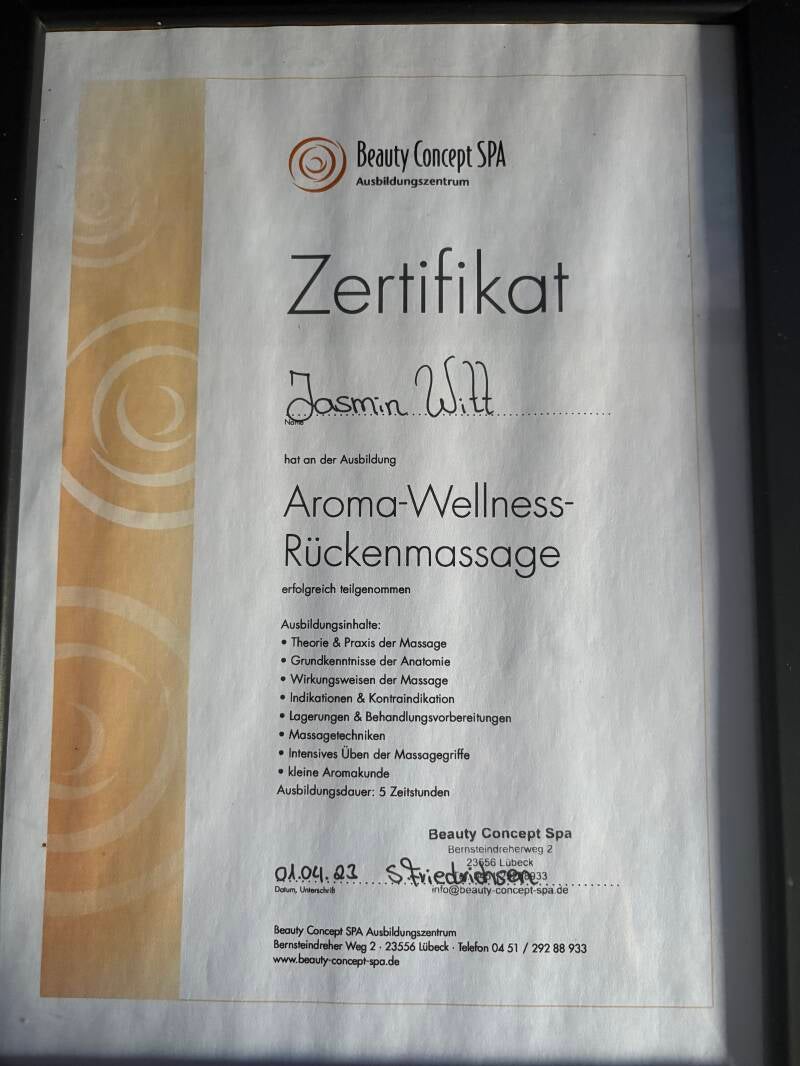 Beauty Concept SPA
Ausbildungszentrum
Zertifikat
Jasmin Witt
Name
hat an der Ausbildung
Aroma-Wellness-
Rückenmassage
erfolgreich teilgenommen
Ausbildungsinhalte:
• Theorie & Praxis der Massage
• Grundkenntnisse der Anatomie
• Wirkungsweisen der Massage
• Indikationen & Kontraindikation
• Lagerungen & Behandlungsvorbereitungen
• Massagetechniken
• Intensives Üben der Massagegriffe
• kleine Aromakunde
Ausbildungsdauer: 5 Zeitstunden
Beauty Concept Spa
Bernsteindreherweg 2
23556 Lübeck
01.04.23 S. Friedrichsen
info@beauty-concept-spa.de
Datum, Unterschrift
Beauty Concept SPA Ausbildungszentrum
Bernsteindreher Weg 2 · 23556 Lübeck · Telefon 04 51 / 292 88 933
www.beauty-concept-spa.de